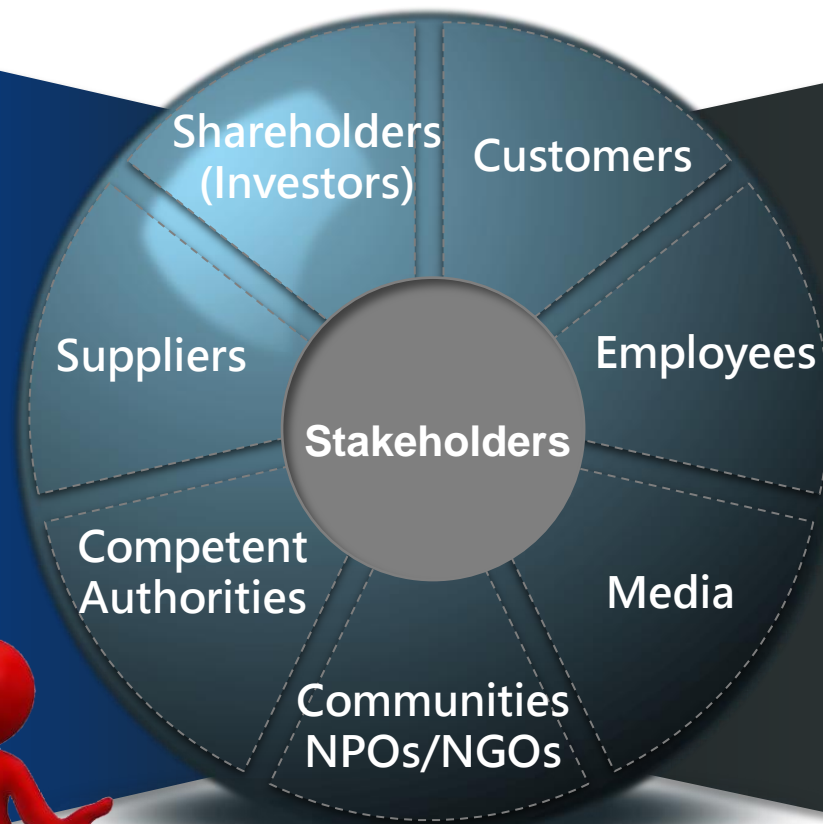 Shareholders
(Investors)
Customers
Suppliers
Employees
Stakeholders
Competent
Authorities
Media
Communities
NPOs/NGOs